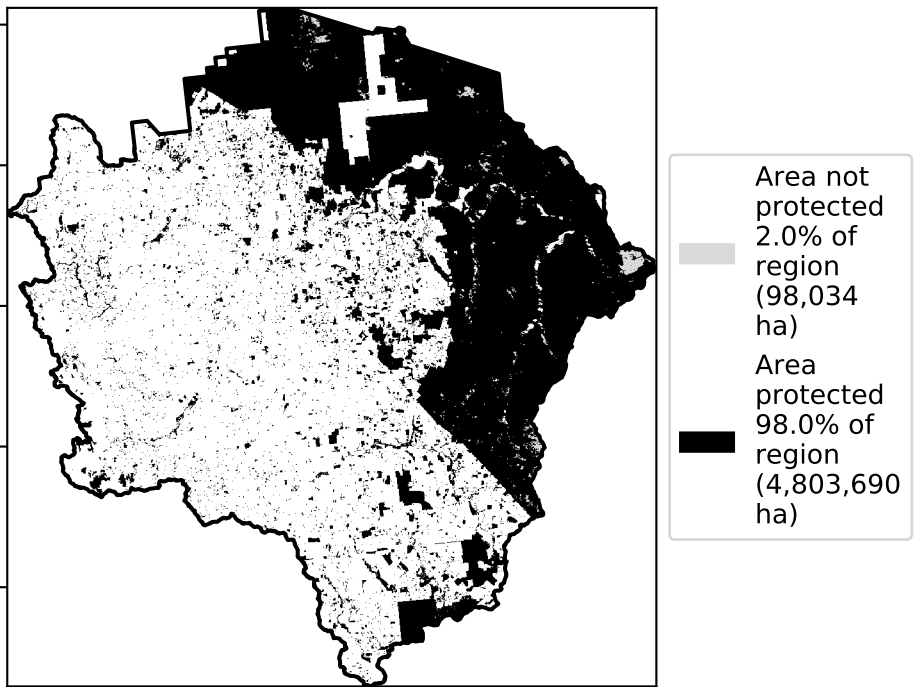 Area not
protected
2.0% of
region
(98,034
ha)
Area
protected
98.0% of
region
(4,803,690
ha)